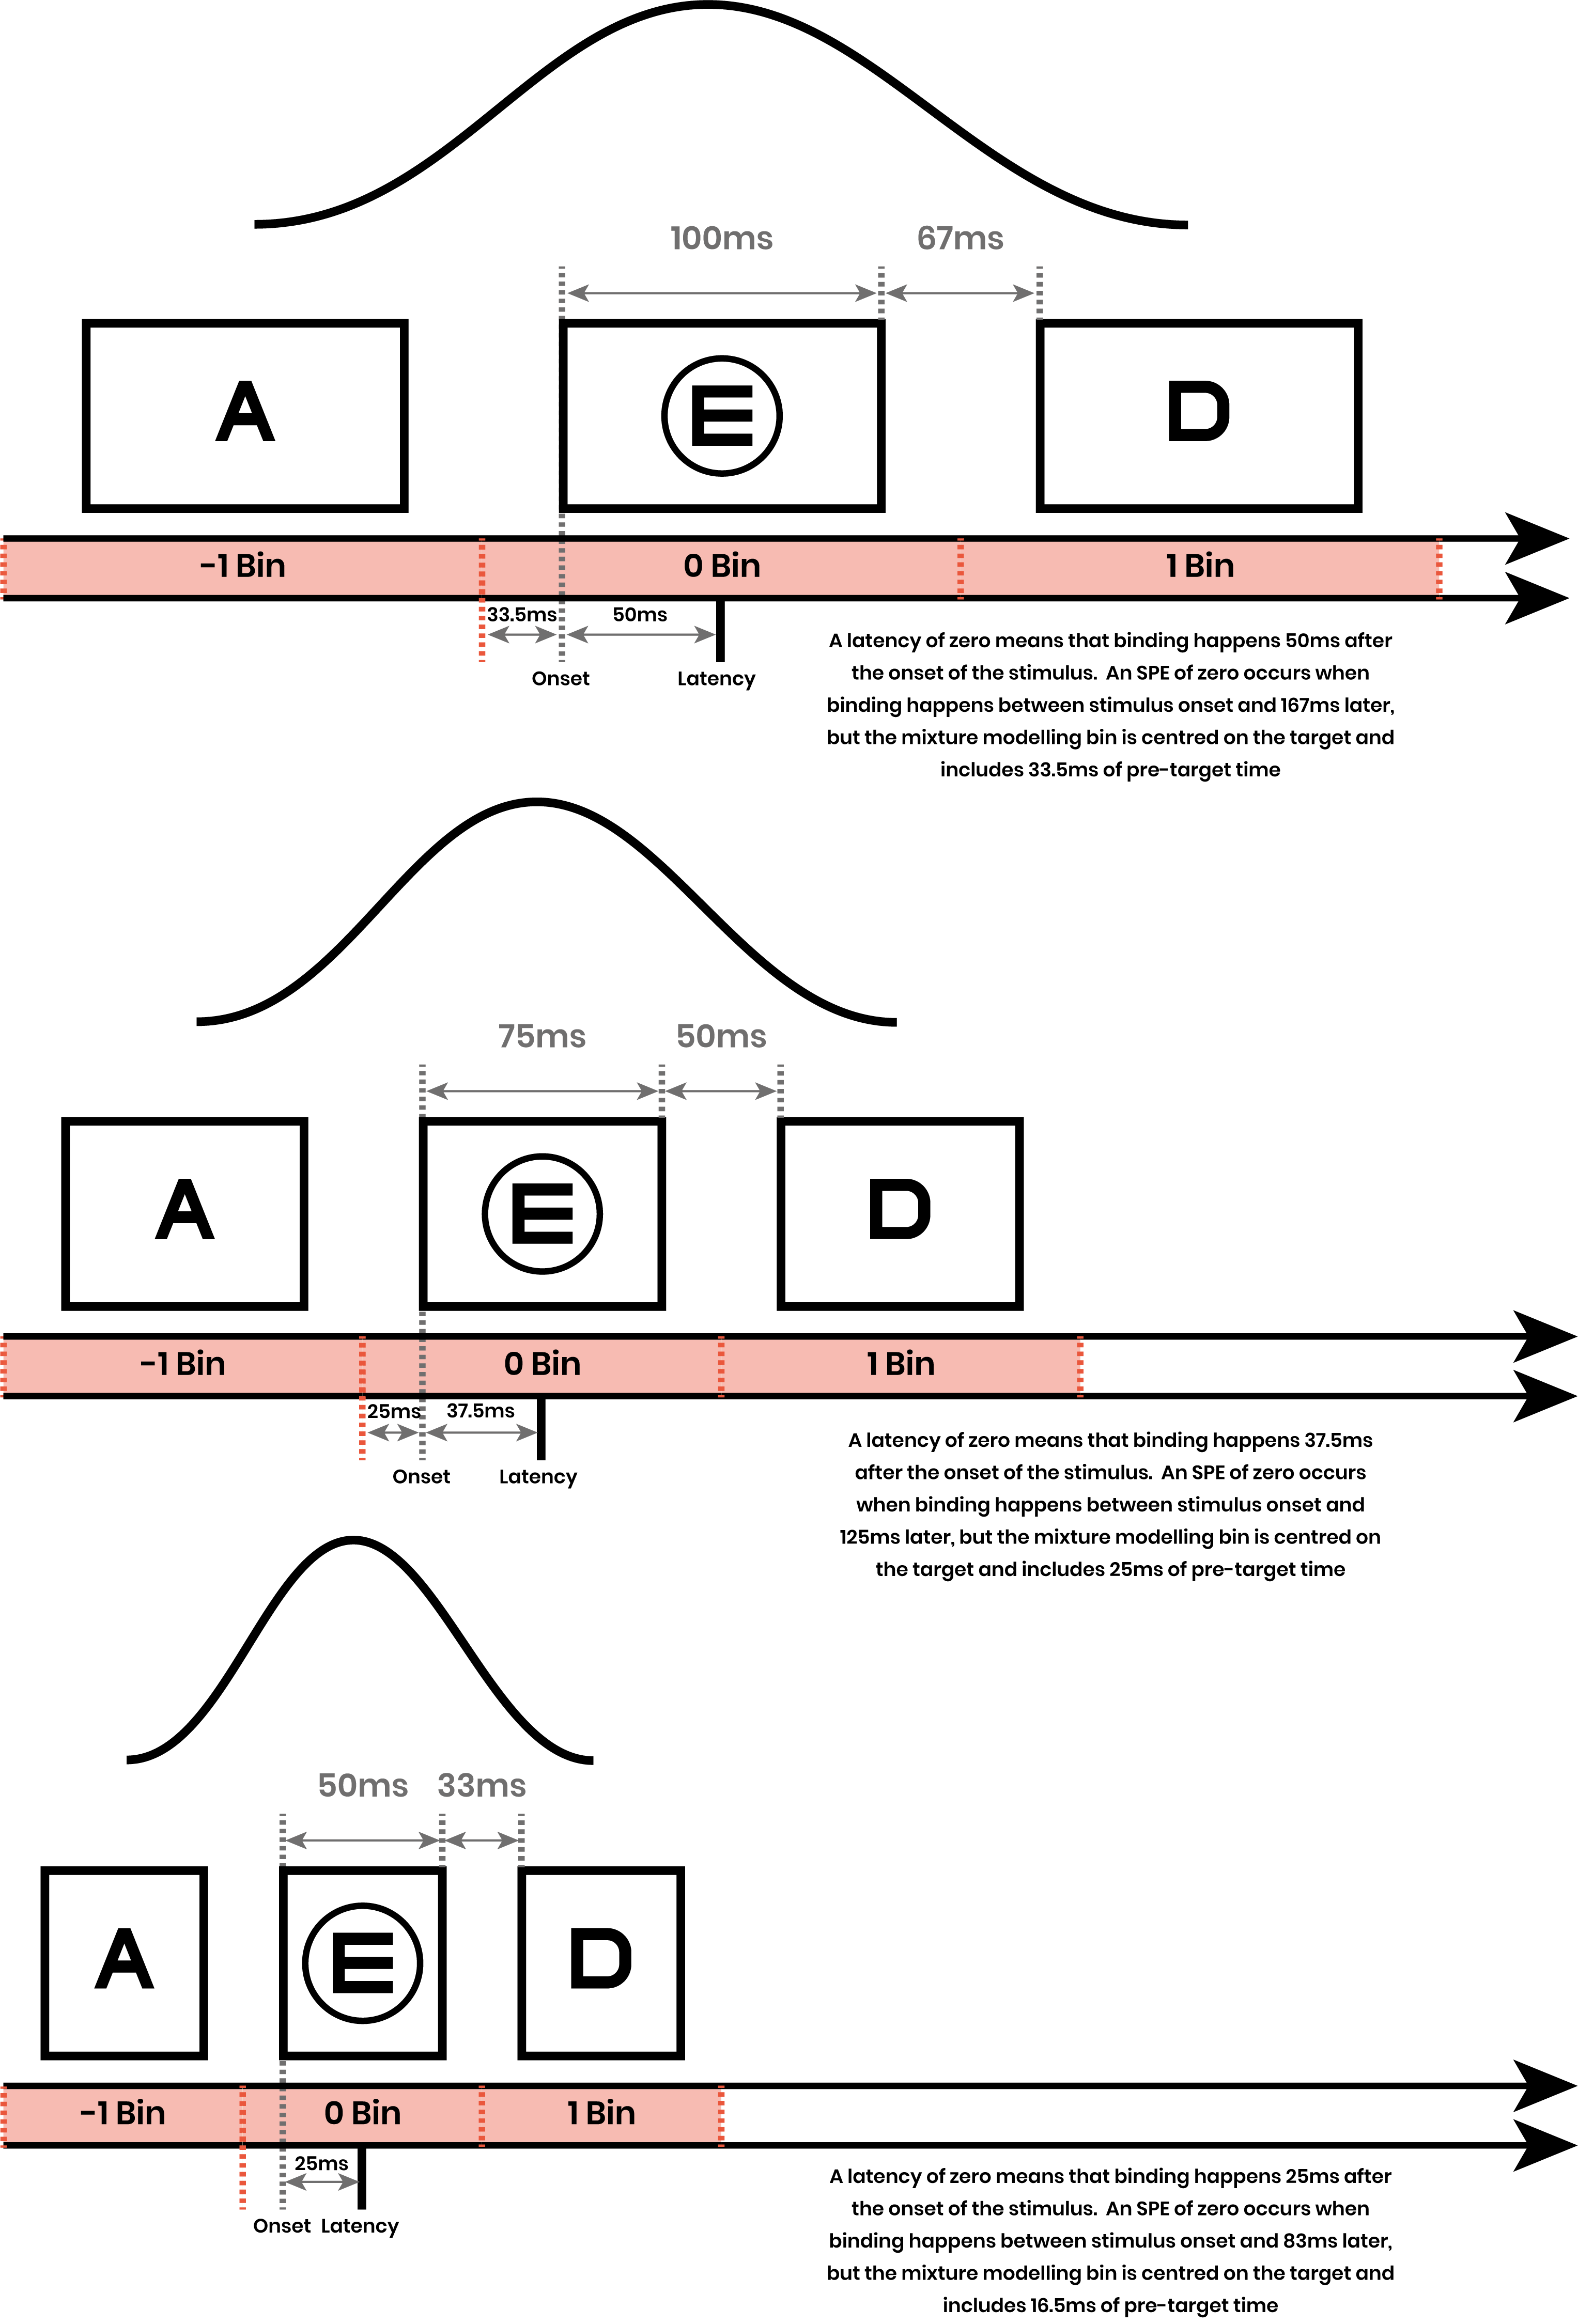 100ms 67ms
A E D
-1 Bin 0 Bin 1 Bin
33.5ms 50ms
Onset Latency
A latency of zero means that binding happens 50ms after
the onset of the stimulus. An SPE of zero occurs when
binding happens between stimulus onset and 167ms later,
but the mixture modelling bin is centred on the target and
includes 33.5ms of pre-target time
75ms 50ms
A E D
-1 Bin 0 Bin 1 Bin
25ms 37.5ms
Onset Latency
A latency of zero means that binding happens 37.5ms
after the onset of the stimulus. An SPE of zero occurs
when binding happens between stimulus onset and
125ms later, but the mixture modelling bin is centred on
the target and includes 25ms of pre-target time
50ms 33ms
A E D
-1 Bin 0 Bin 1 Bin
25ms
Onset Latency
A latency of zero means that binding happens 25ms after
the onset of the stimulus. An SPE of zero occurs when
binding happens between stimulus onset and 83ms later,
but the mixture modelling bin is centred on the target and
includes 16.5ms of pre-target time